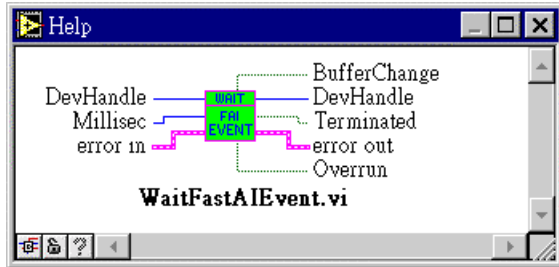 Help
BufferChange
DevHandle WAIT DevHandle
Millisec FAI Terminated
error in EVENT error out
Overrun
WaitFastAIEvent.vi
?